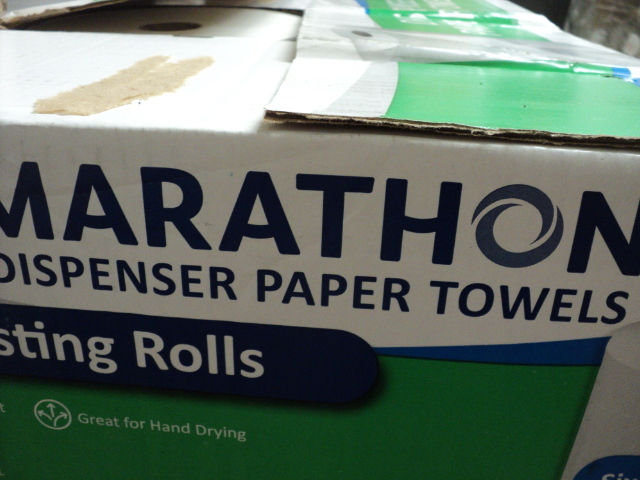 MARATHON
DISPENSER PAPER TOWELS
sting Rolls
Great for Hand Drying